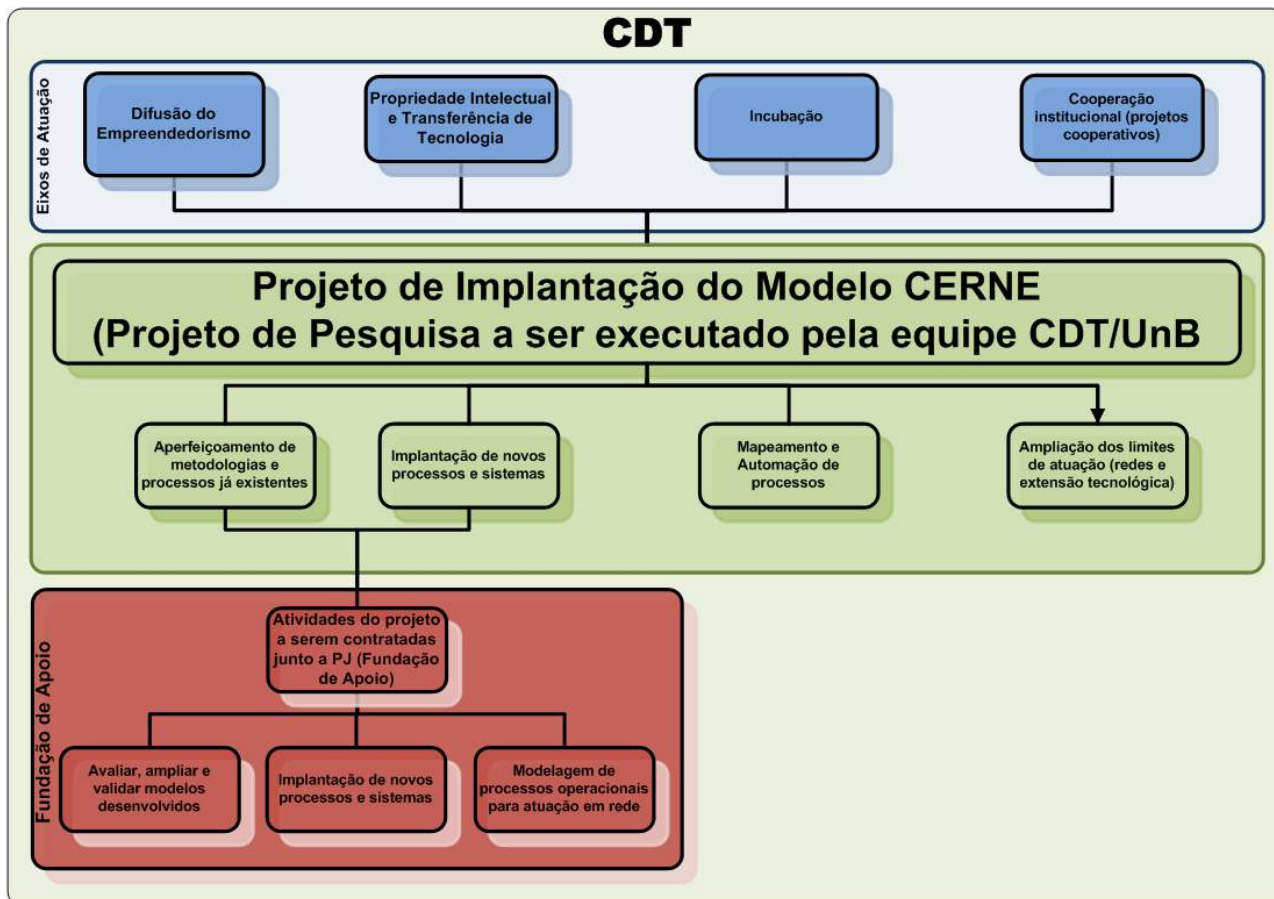 CDT
Eixos de Atuação
Difusão do
Empreendedorismo
Propriedade Intelectual
e Transferência de
Tecnologia
Incubação
Cooperação
institucional (projetos
cooperativos)
Projeto de Implantação do Modelo CERNE
(Projeto de Pesquisa a ser executado pela equipe CDT/UnB
Aperfeiçoamento de
metodologias e
processos já existentes
Implantação de novos
processos e sistemas
Mapeamento e
Automação de
processos
Ampliação dos limites
de atuação (redes e
extensão tecnológica)
Fundação de Apoio
Atividades do projeto
a serem contratadas
junto a PJ (Fundação
de Apoio)
Avaliar, ampliar e
validar modelos
desenvolvidos
Implantação de novos
processos e sistemas
Modelagem de
processos operacionais
para atuação em rede